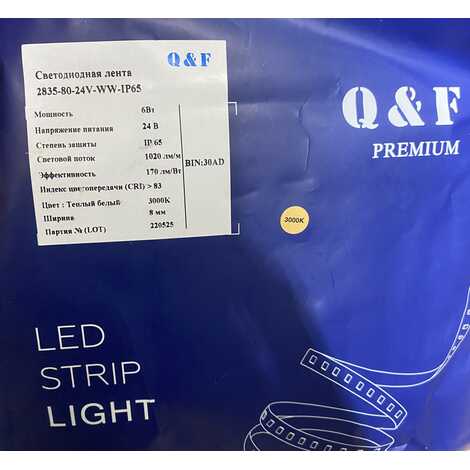 Q & F
Светодиодная лента
2835-80-24V-WW-IP65
Мощность 6Вт
Напряжение питания 24 В
Степень защиты IP 65
Световой поток 1020 лм/м
Эффективность 170 лм/Вт
BIN:30AD
Индекс цветопередачи (CRI) > 83
Цвет : Теплый белый 3000K
Ширина 8 мм
Партия № (LOT) 220525
Q & F
PREMIUM
3000K
LED
STRIP
LIGHT